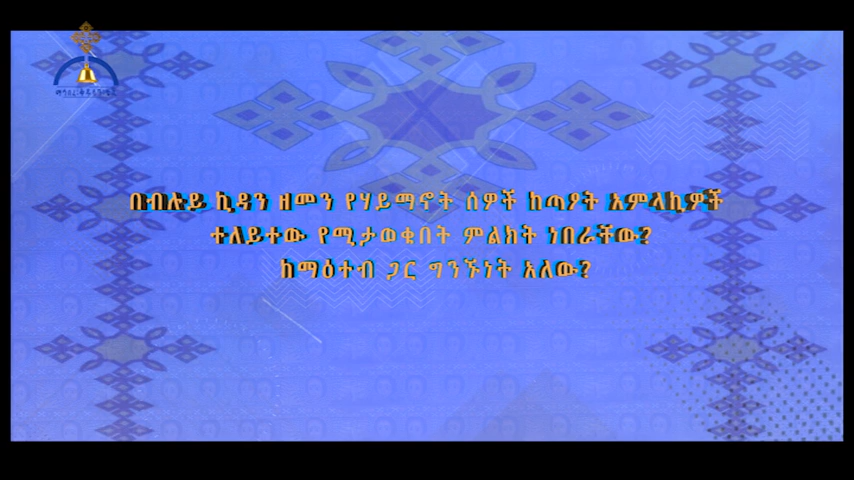 በብሉይ ኪዳን ዘመን የሃይማኖት ሰዎች ከጣዖት አምላኪዎች
ተለይተው የሚታወቁበት ምልክት ነበራቸው?
ከማዕተብ ጋር ግንኙነት አለው?